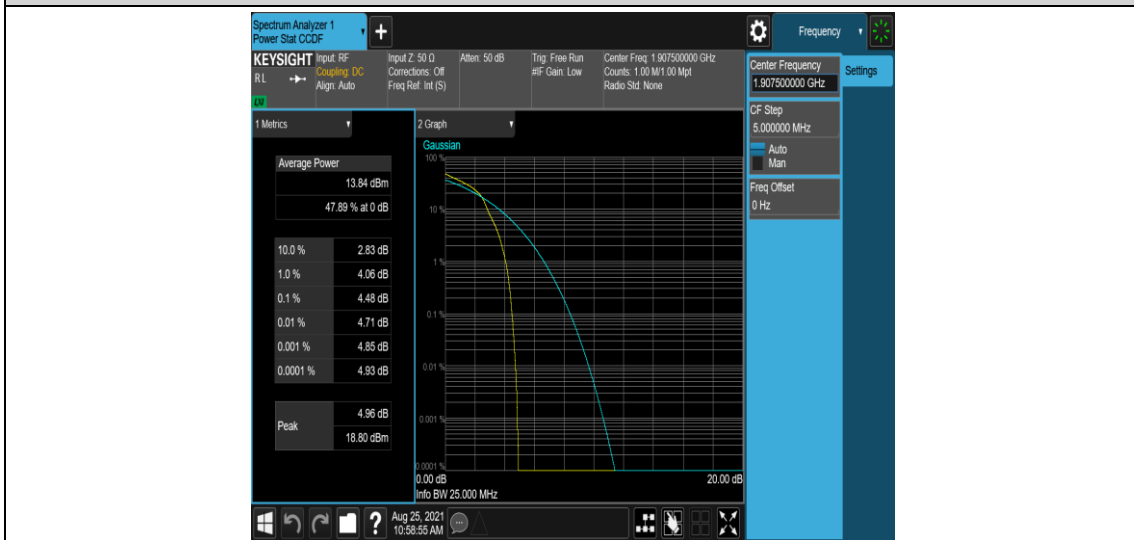 Spectrum Analyzer 1
Power Stat CCDF
+
Frequency
KEYSIGHT
RL
LXI
Input: RF
Coupling: DC
Align: Auto
Input Z: 50 Ω
Corrections: Off
Freq Ref: Int (S)
Atten: 50 dB
Trig: Free Run
#IF Gain: Low
Center Freq: 1.907500000 GHz
Counts: 1.00 M/1.00 Mpt
Radio Std: None
Center Frequency
1.907500000 GHz
Settings
CF Step
5.000000 MHz
Auto
Man
Freq Offset
0 Hz
1 Metrics
Average Power
13.84 dBm
47.89 % at 0 dB
10.0 % 2.83 dB
1.0 % 4.06 dB
0.1 % 4.48 dB
0.01 % 4.71 dB
0.001 % 4.85 dB
0.0001 % 4.93 dB
Peak
4.96 dB
18.80 dBm
2 Graph
Gaussian
100 %
10 %
1 %
0.1 %
0.01 %
0.001 %
0.0001 %
0.00 dB 20.00 dB
Info BW 25.000 MHz
?
Aug 25, 2021
10:58:55 AM